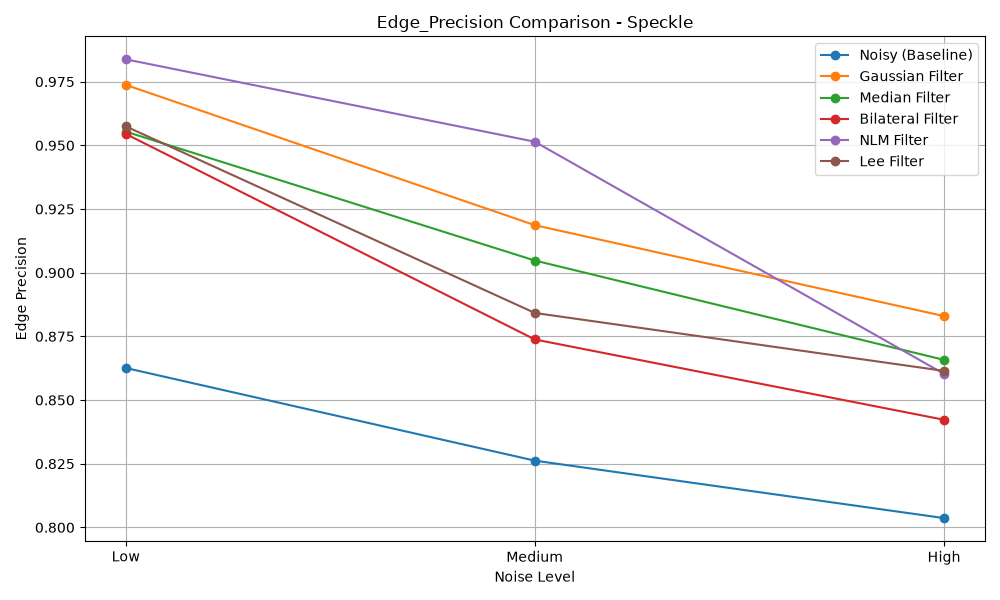 Edge_Precision Comparison - Speckle
Noisy (Baseline)
Gaussian Filter
Median Filter
Bilateral Filter
NLM Filter
Lee Filter
Edge Precision
0.975
0.950
0.925
0.900
0.875
0.850
0.825
0.800
Low
Medium
High
Noise Level